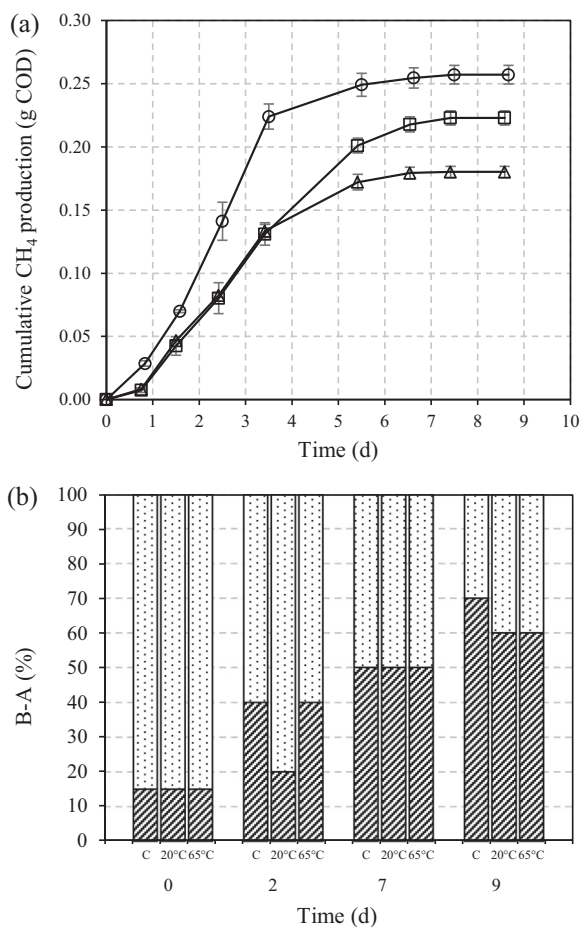 (a)
Cumulative CH₄ production (g COD)
0.30
0.25
0.20
0.15
0.10
0.05
0.00
0 1 2 3 4 5 6 7 8 9 10
Time (d)
(b)
B-A (%)
100
90
80
70
60
50
40
30
20
10
0
C 20°C 65°C C 20°C 65°C C 20°C 65°C C 20°C 65°C
0 2 7 9
Time (d)